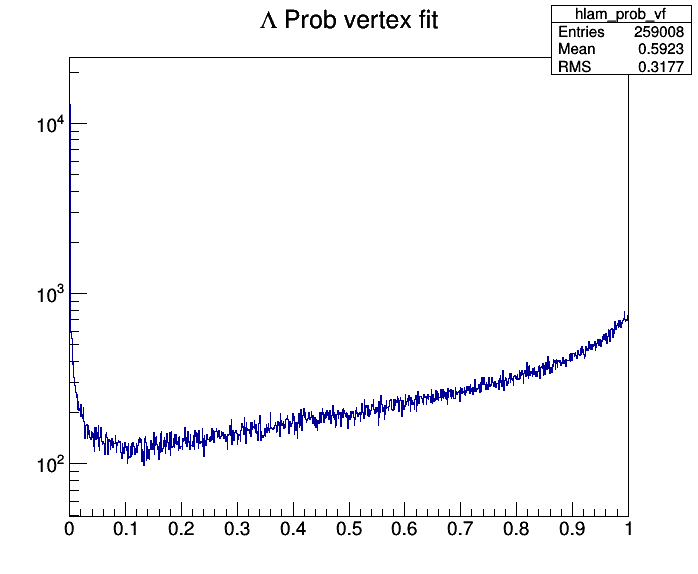 Λ Prob vertex fit
hlam_prob_vf
Entries 259008
Mean 0.5923
RMS 0.3177
10⁴
10³
10²
0 0.1 0.2 0.3 0.4 0.5 0.6 0.7 0.8 0.9 1